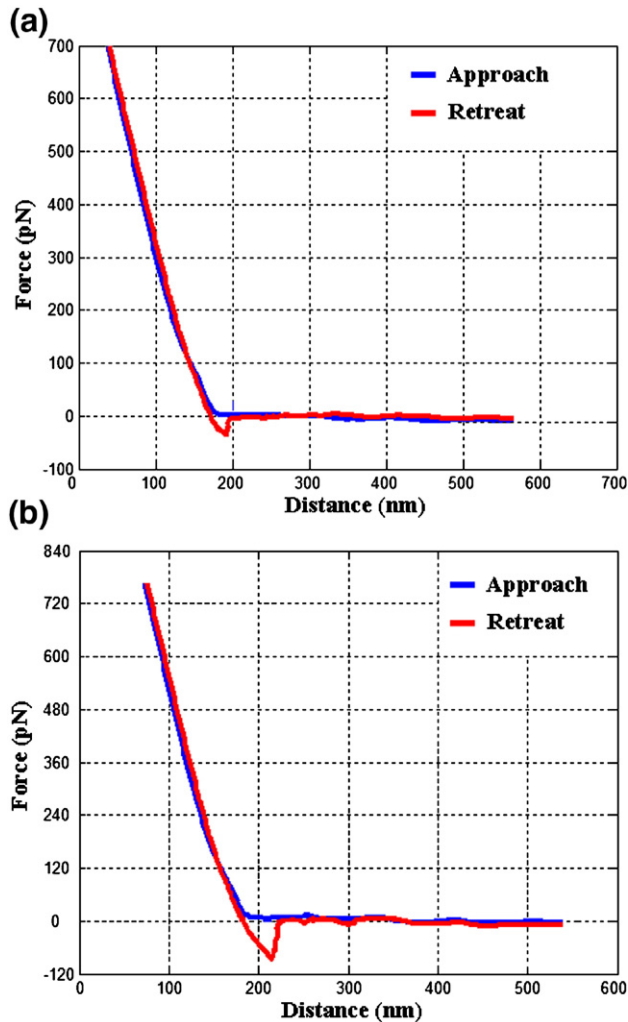 (a)
700
600
500
400
300
200
100
0
-100
Force (pN)
Approach
Retreat
0 100 200 300 400 500 600 700
Distance (nm)
(b)
840
720
600
480
360
240
120
0
-120
Force (pN)
Approach
Retreat
0 100 200 300 400 500 600
Distance (nm)